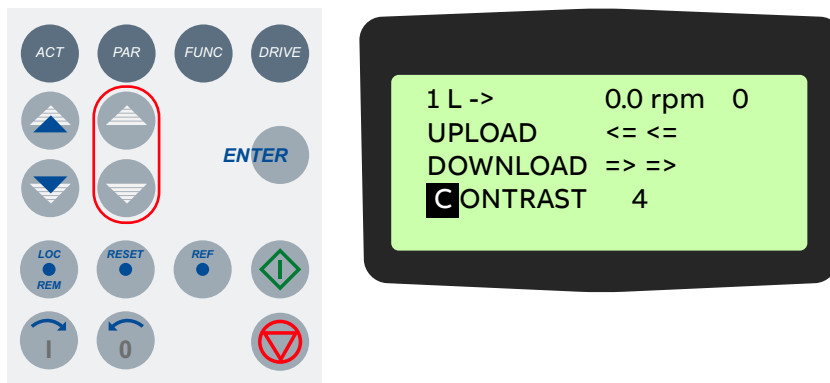 ACT PAR FUNC DRIVE
ENTER
LOC RESET REF
REM
I 0
1 L -> 0.0 rpm 0
UPLOAD <= <=
DOWNLOAD => =>
CONTRAST 4